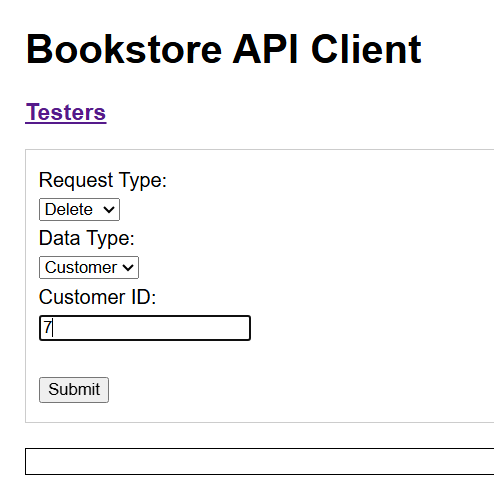 Bookstore API Client
Testers
Request Type:
Delete
Data Type:
Customer
Customer ID:
7
Submit